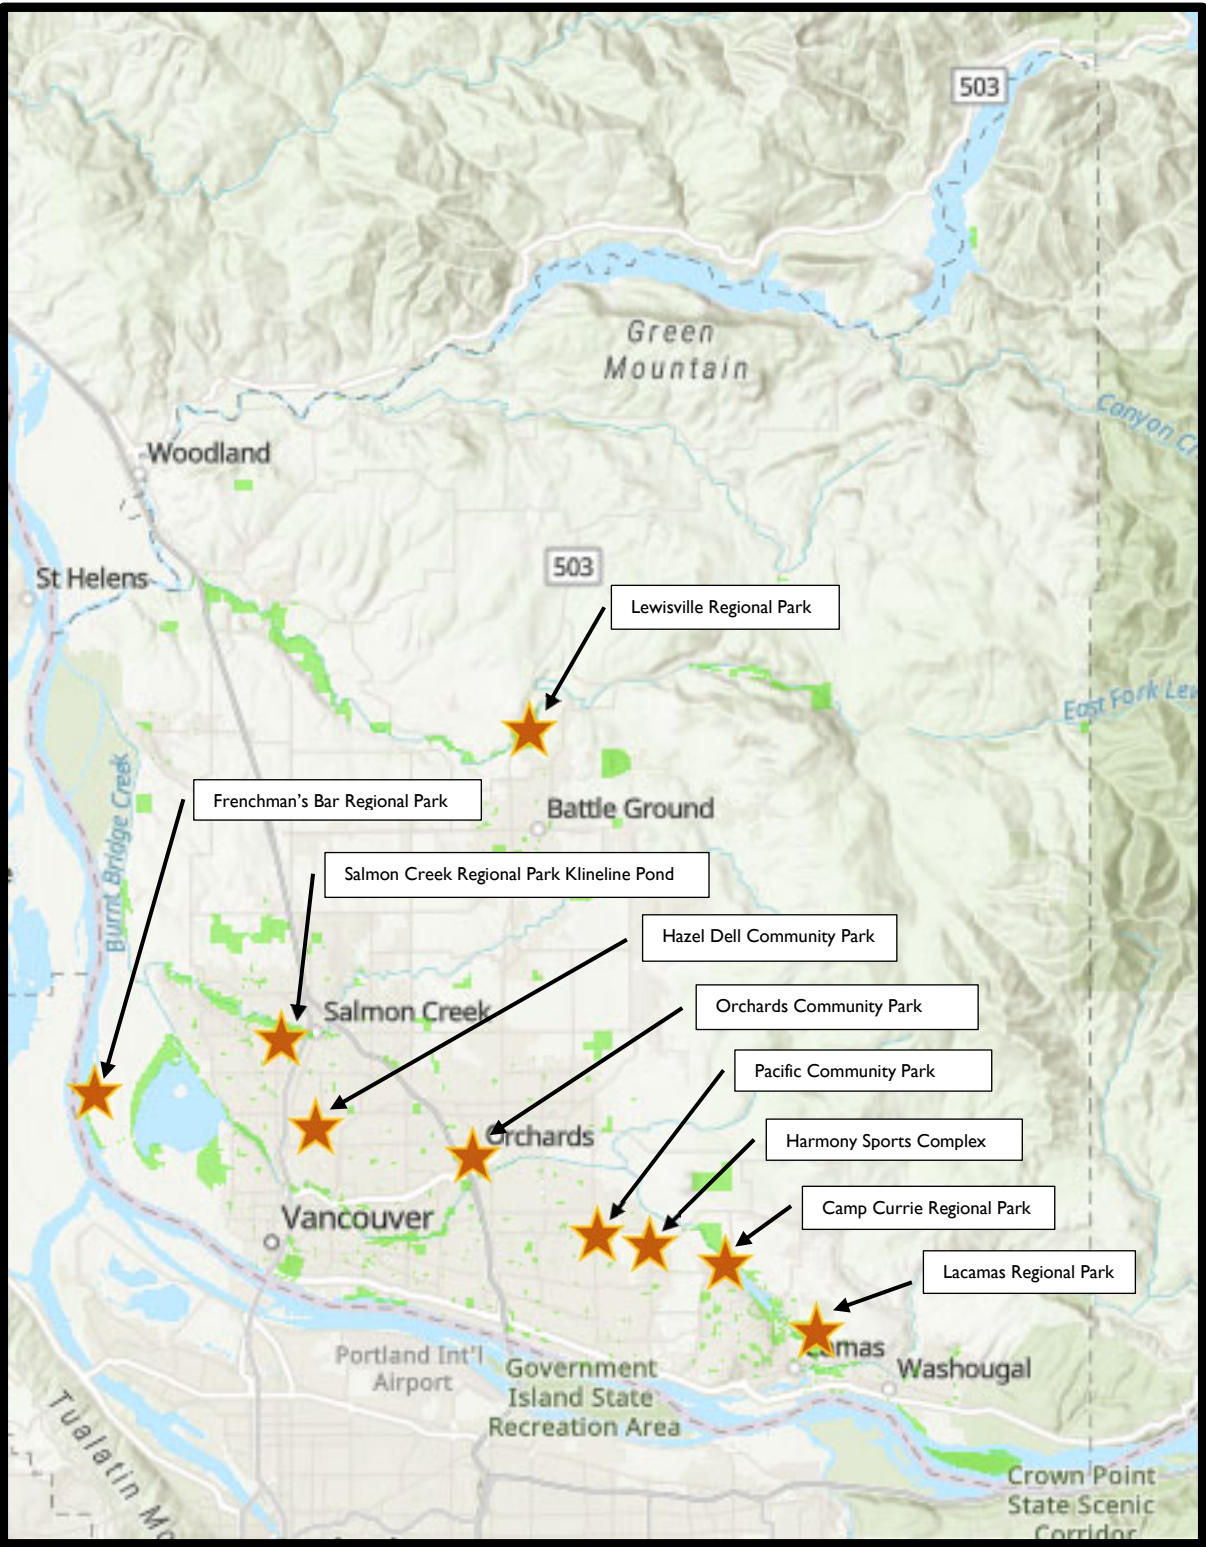 503
Green
Mountain
Canyon Cr
Woodland
503
St Helens
Lewisville Regional Park
East Fork Lew
Frenchman's Bar Regional Park
Battle Ground
Burnt Bridge Creek
Salmon Creek Regional Park Klineline Pond
Hazel Dell Community Park
Salmon Creek
Orchards Community Park
Pacific Community Park
Orchards
Harmony Sports Complex
Camp Currie Regional Park
Vancouver
Lacamas Regional Park
Portland Int'l
Airport
Government
Island State
Recreation Area
amas
Washougal
Tualatin Mo
Crown Point
State Scenic
Corridor